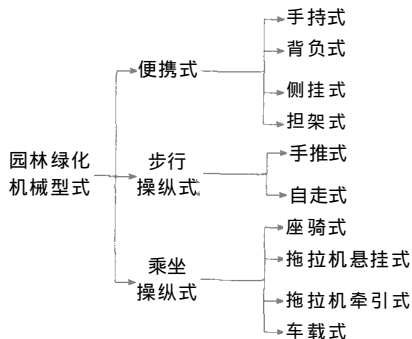 园林绿化
机械型式
便携式
手持式
背负式
侧挂式
担架式
步行
操纵式
手推式
自走式
乘坐
操纵式
座骑式
拖拉机悬挂式
拖拉机牵引式
车载式